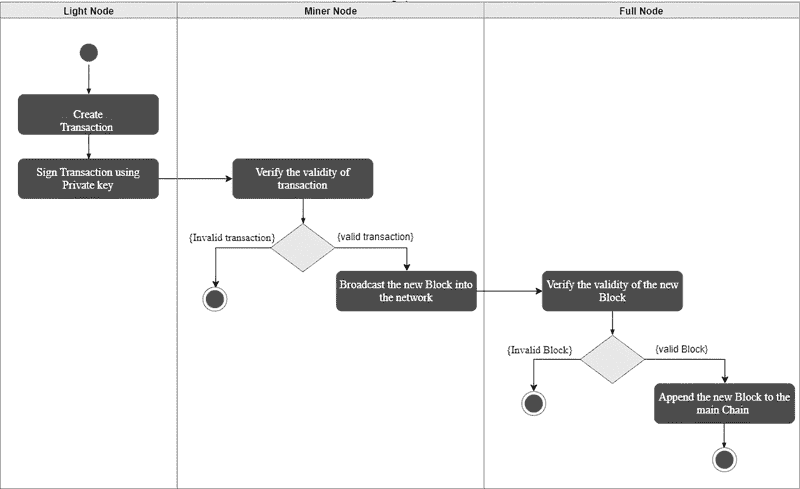 Light Node
Miner Node
Full Node
Create
Transaction
Sign Transaction using
Private key
Verify the validity of
transaction
{Invalid transaction}
{valid transaction}
Broadcast the new Block into
the network
Verify the validity of the new
Block
{Invalid Block}
{valid Block}
Append the new Block to the
main Chain